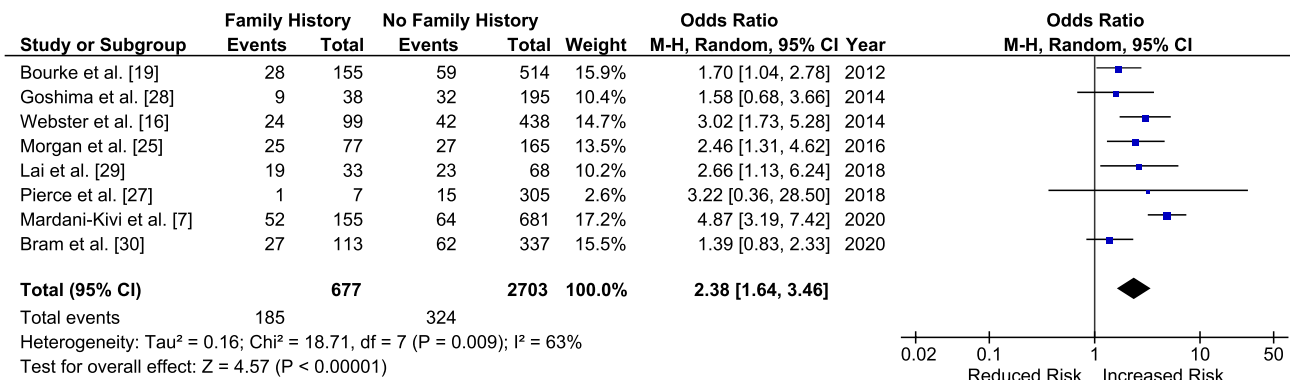 Family History No Family History Odds Ratio Odds Ratio
Study or Subgroup Events Total Events Total Weight M-H, Random, 95% CI Year M-H, Random, 95% CI
Bourke et al. [19] 28 155 59 514 15.9% 1.70 [1.04, 2.78] 2012
Goshima et al. [28] 9 38 32 195 10.4% 1.58 [0.68, 3.66] 2014
Webster et al. [16] 24 99 42 438 14.7% 3.02 [1.73, 5.28] 2014
Morgan et al. [25] 25 77 27 165 13.5% 2.46 [1.31, 4.62] 2016
Lai et al. [29] 19 33 23 68 10.2% 2.66 [1.13, 6.24] 2018
Pierce et al. [27] 1 7 15 305 2.6% 3.22 [0.36, 28.50] 2018
Mardani-Kivi et al. [7] 52 155 64 681 17.2% 4.87 [3.19, 7.42] 2020
Bram et al. [30] 27 113 62 337 15.5% 1.39 [0.83, 2.33] 2020
Total (95% CI) 677 2703 100.0% 2.38 [1.64, 3.46]
Total events 185 324
Heterogeneity: Tau² = 0.16; Chi² = 18.71, df = 7 (P = 0.009); I² = 63%
Test for overall effect: Z = 4.57 (P < 0.00001)
0.02 0.1 1 10 50
Reduced Risk Increased Risk